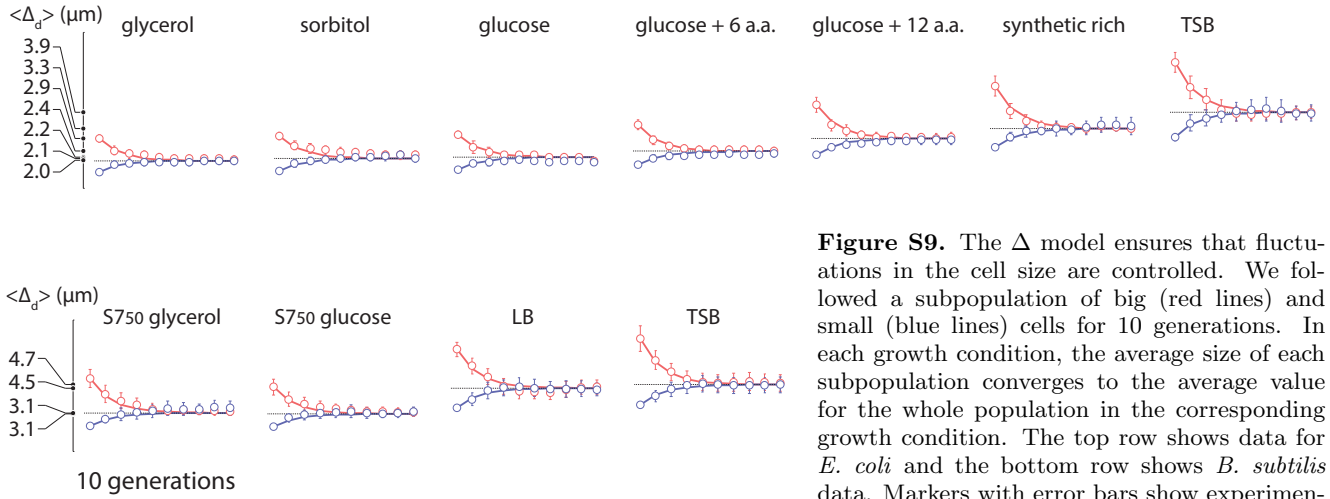 <Δd> (µm)
glycerol
sorbitol
glucose
glucose + 6 a.a.
glucose + 12 a.a.
synthetic rich
TSB
3.9
3.3
2.9
2.4
2.2
2.1
2.0
<Δd> (µm)
S750 glycerol
S750 glucose
LB
TSB
4.7
4.5
3.1
3.1
10 generations
Figure S9. The Δ model ensures that fluctu-
ations in the cell size are controlled. We fol-
lowed a subpopulation of big (red lines) and
small (blue lines) cells for 10 generations. In
each growth condition, the average size of each
subpopulation converges to the average value
for the whole population in the corresponding
growth condition. The top row shows data for
E. coli and the bottom row shows B. subtilis
data. Markers with error bars show experimen-